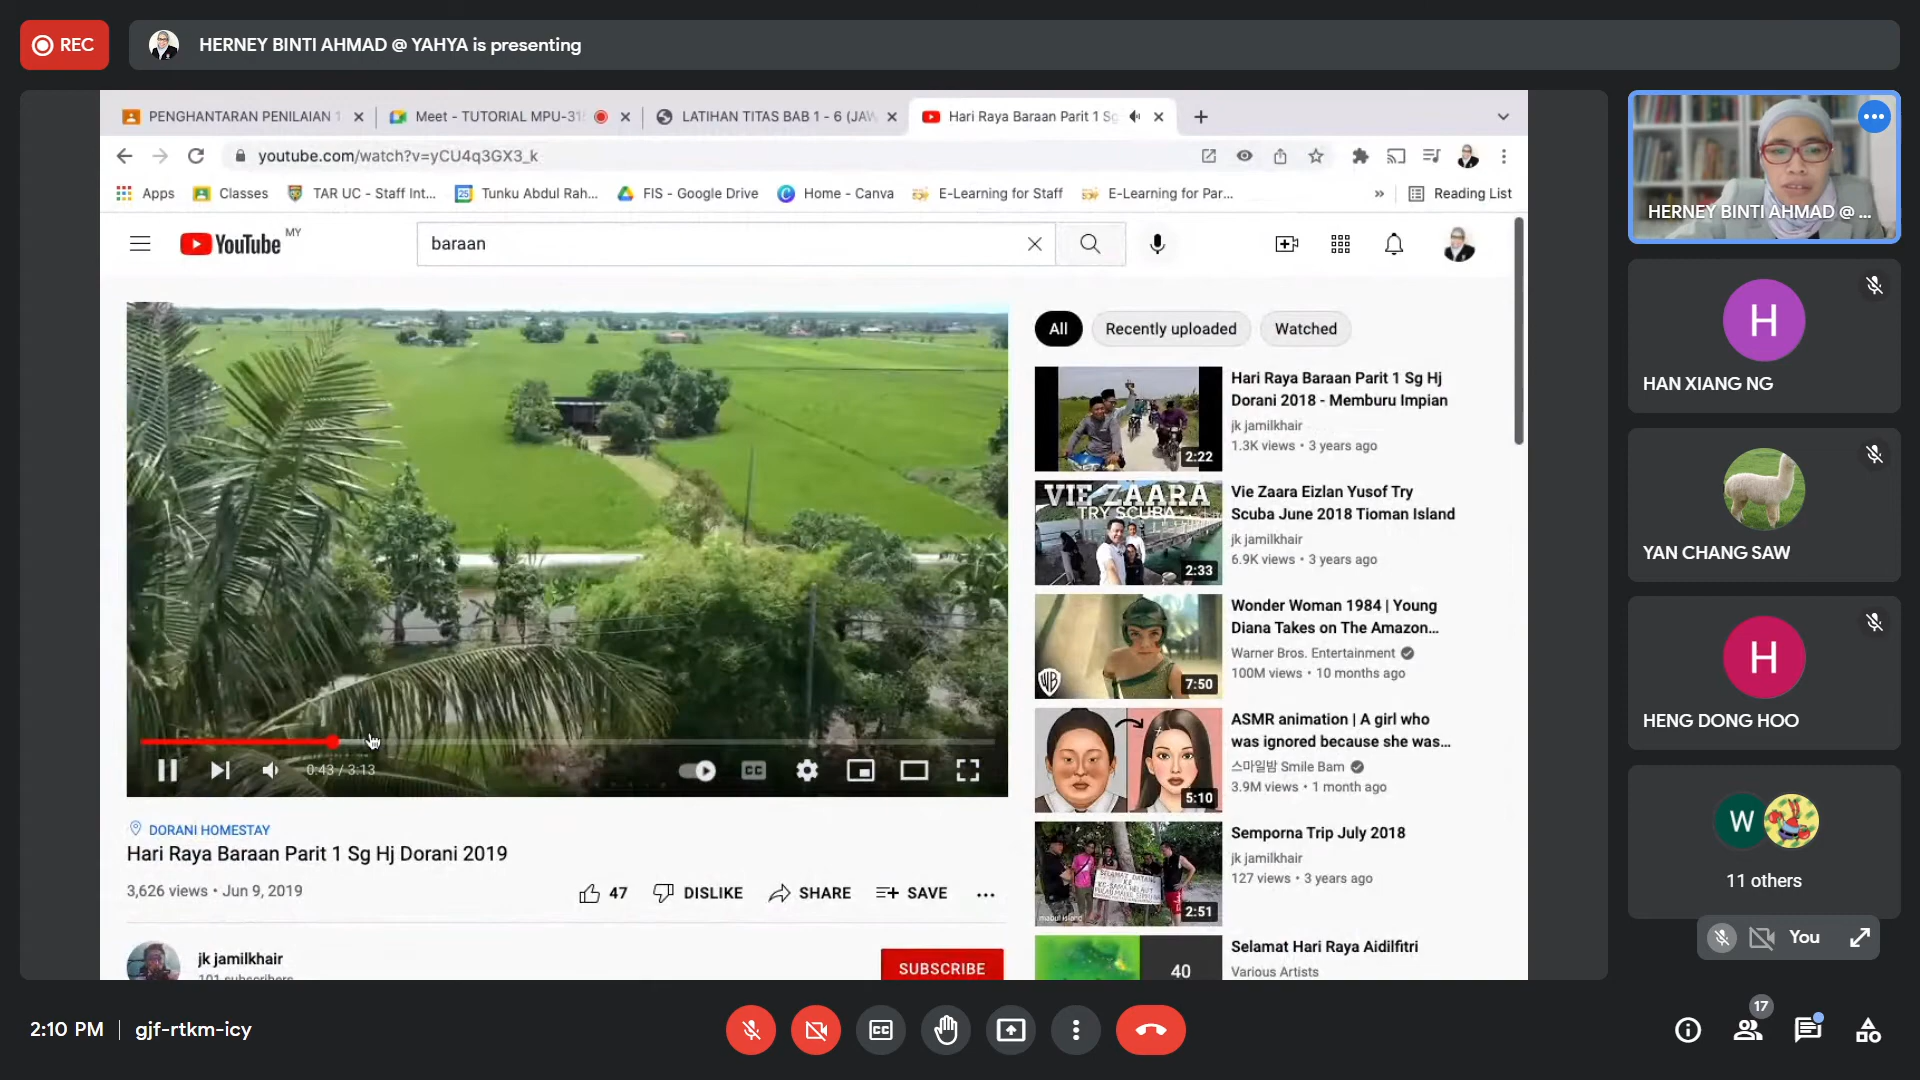 REC
HERNEY BINTI AHMAD @ YAHYA is presenting
PENGHANTARAN PENILAIAN 1
Meet - TUTORIAL MPU-31
LATIHAN TITAS BAB 1 - 6 (JAW
Hari Raya Baraan Parit 1 Sg
youtube.com/watch?v=yCU4q3GX3_k
Apps
Classes
TAR UC - Staff Int...
Tunku Abdul Rah...
FIS - Google Drive
Home - Canva
E-Learning for Staff
E-Learning for Par...
»
Reading List
YouTube MY
baraan
0:43 / 3:13
DORANI HOMESTAY
Hari Raya Baraan Parit 1 Sg Hj Dorani 2019
3,626 views • Jun 9, 2019
47
DISLIKE
SHARE
SAVE
jk jamilkhair
101 subscribers
SUBSCRIBE
All
Recently uploaded
Watched
2:22
Hari Raya Baraan Parit 1 Sg Hj
Dorani 2018 - Memburu Impian
jk jamilkhair
1.3K views • 3 years ago
VIE ZAARA
TRY SCUBA
2:33
Vie Zaara Eizlan Yusof Try
Scuba June 2018 Tioman Island
jk jamilkhair
6.9K views • 3 years ago
7:50
Wonder Woman 1984 | Young
Diana Takes on The Amazon...
Warner Bros. Entertainment
100M views • 10 months ago
5:10
ASMR animation | A girl who
was ignored because she was...
스마일밤 Smile Bam
3.9M views • 1 month ago
SELAMAT DATANG
mabul island
2:51
Semporna Trip July 2018
jk jamilkhair
127 views • 3 years ago
40
Selamat Hari Raya Aidilfitri
Various Artists
HERNEY BINTI AHMAD @ ...
H
HAN XIANG NG
YAN CHANG SAW
H
HENG DONG HOO
W
11 others
You
2:10 PM
gjf-rtkm-icy
CC
17